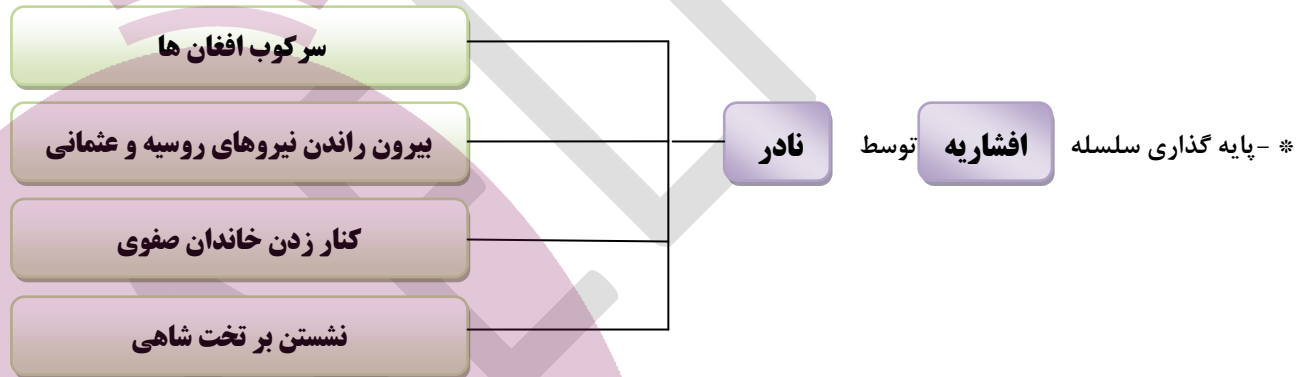 * -پایه گذاری سلسله افشاریه توسط نادر
سرکوب افغان ها
بیرون راندن نیروهای روسیه و عثمانی
کنار زدن خاندان صفوی
نشستن بر تخت شاهی